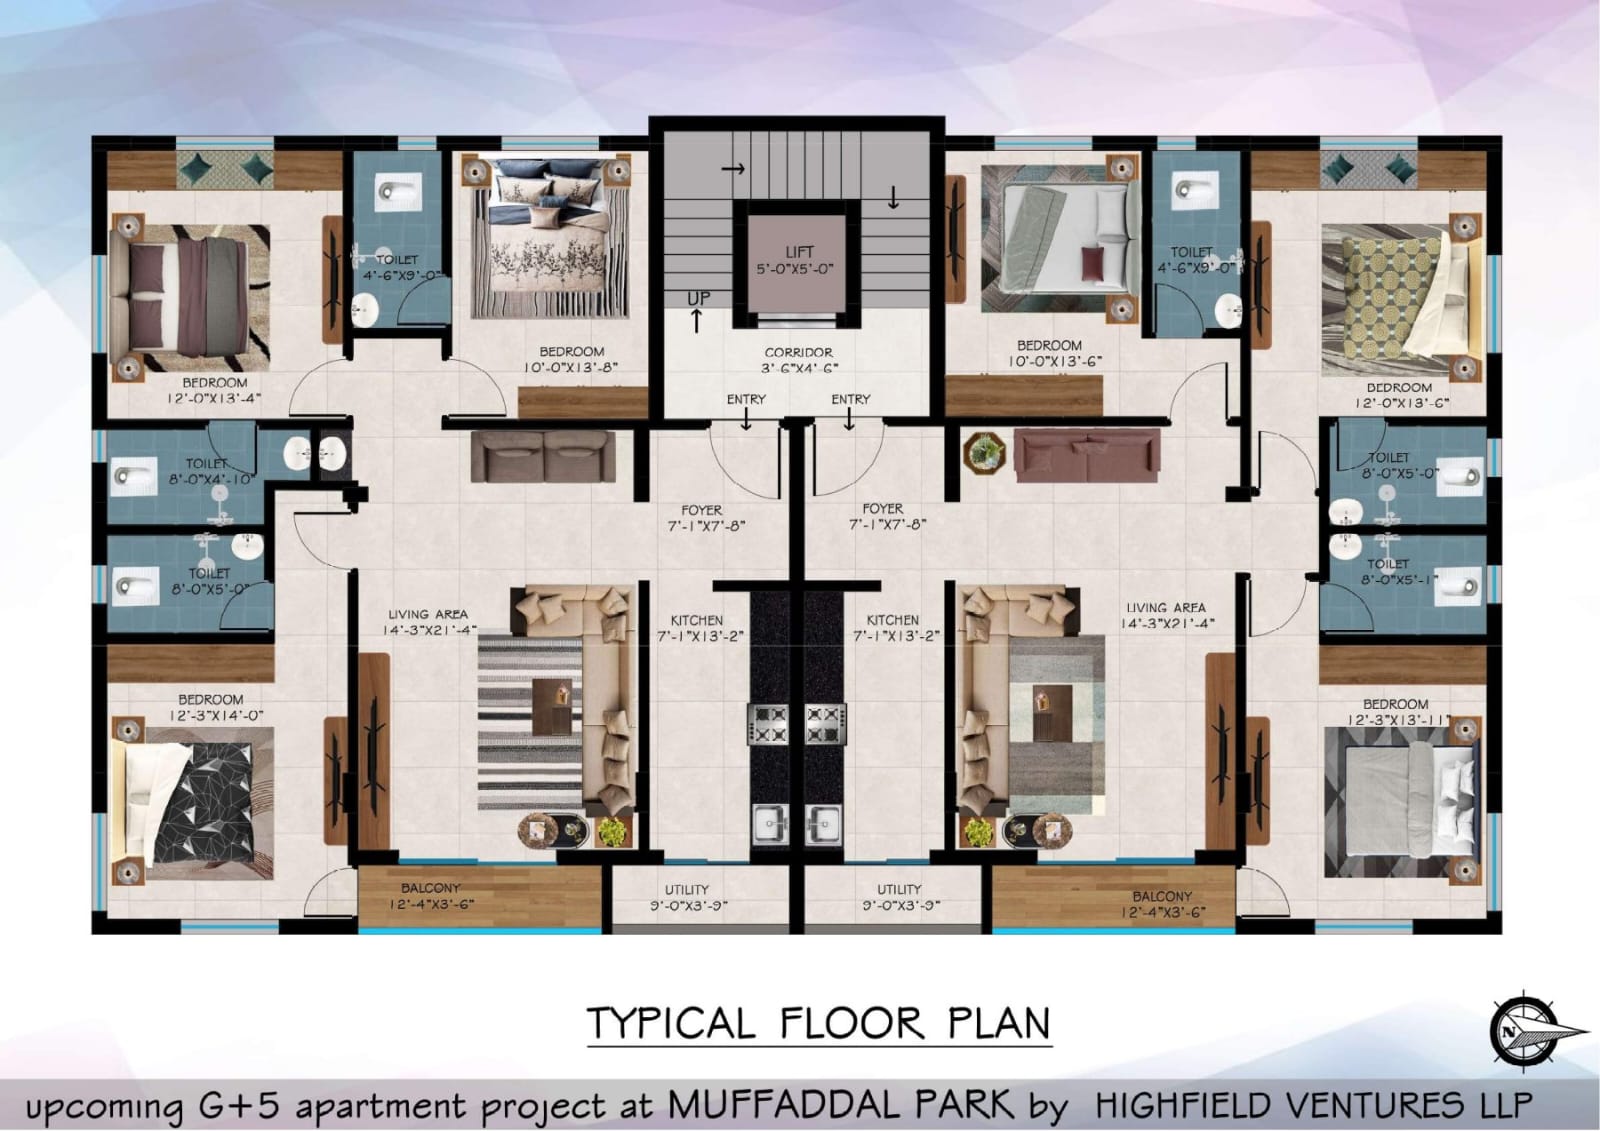 TOILET
4'-6"X9'-0"
BEDROOM
10'-0"X13'-8"
BEDROOM
12'-0"X13'-4"
LIFT
5'-0"X5'-0"
UP
CORRIDOR
3'-6"X4'-6"
ENTRY
ENTRY
BEDROOM
10'-0"X13'-6"
TOILET
4'-6"X9'-0"
BEDROOM
12'-0"X13'-6"
TOILET
8'-0"X4'-10"
TOILET
8'-0"X5'-0"
FOYER
7'-1"X7'-8"
FOYER
7'-1"X7'-8"
TOILET
8'-0"X5'-0"
TOILET
8'-0"X5'-1"
LIVING AREA
14'-3"X21'-4"
KITCHEN
7'-1"X13'-2"
KITCHEN
7'-1"X13'-2"
LIVING AREA
14'-3"X21'-4"
BEDROOM
12'-3"X14'-0"
BEDROOM
12'-3"X13'-11"
BALCONY
12'-4"X3'-6"
UTILITY
9'-0"X3'-9"
UTILITY
9'-0"X3'-9"
BALCONY
12'-4"X3'-6"
TYPICAL FLOOR PLAN
N
upcoming G+5 apartment project at MUFFADDAL PARK by HIGHFIELD VENTURES LLP